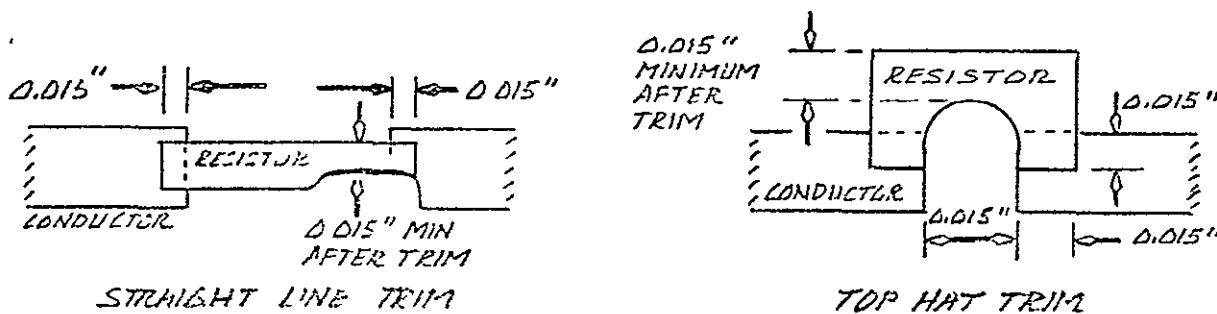 0.015"
0.015"
RESISTOR
CONDUCTOR
0.015" MIN
AFTER TRIM
STRAIGHT LINE TRIM
0.015"
MINIMUM
AFTER
TRIM
RESISTOR
0.015"
CONDUCTOR
0.015"
0.015"
TOP HAT TRIM